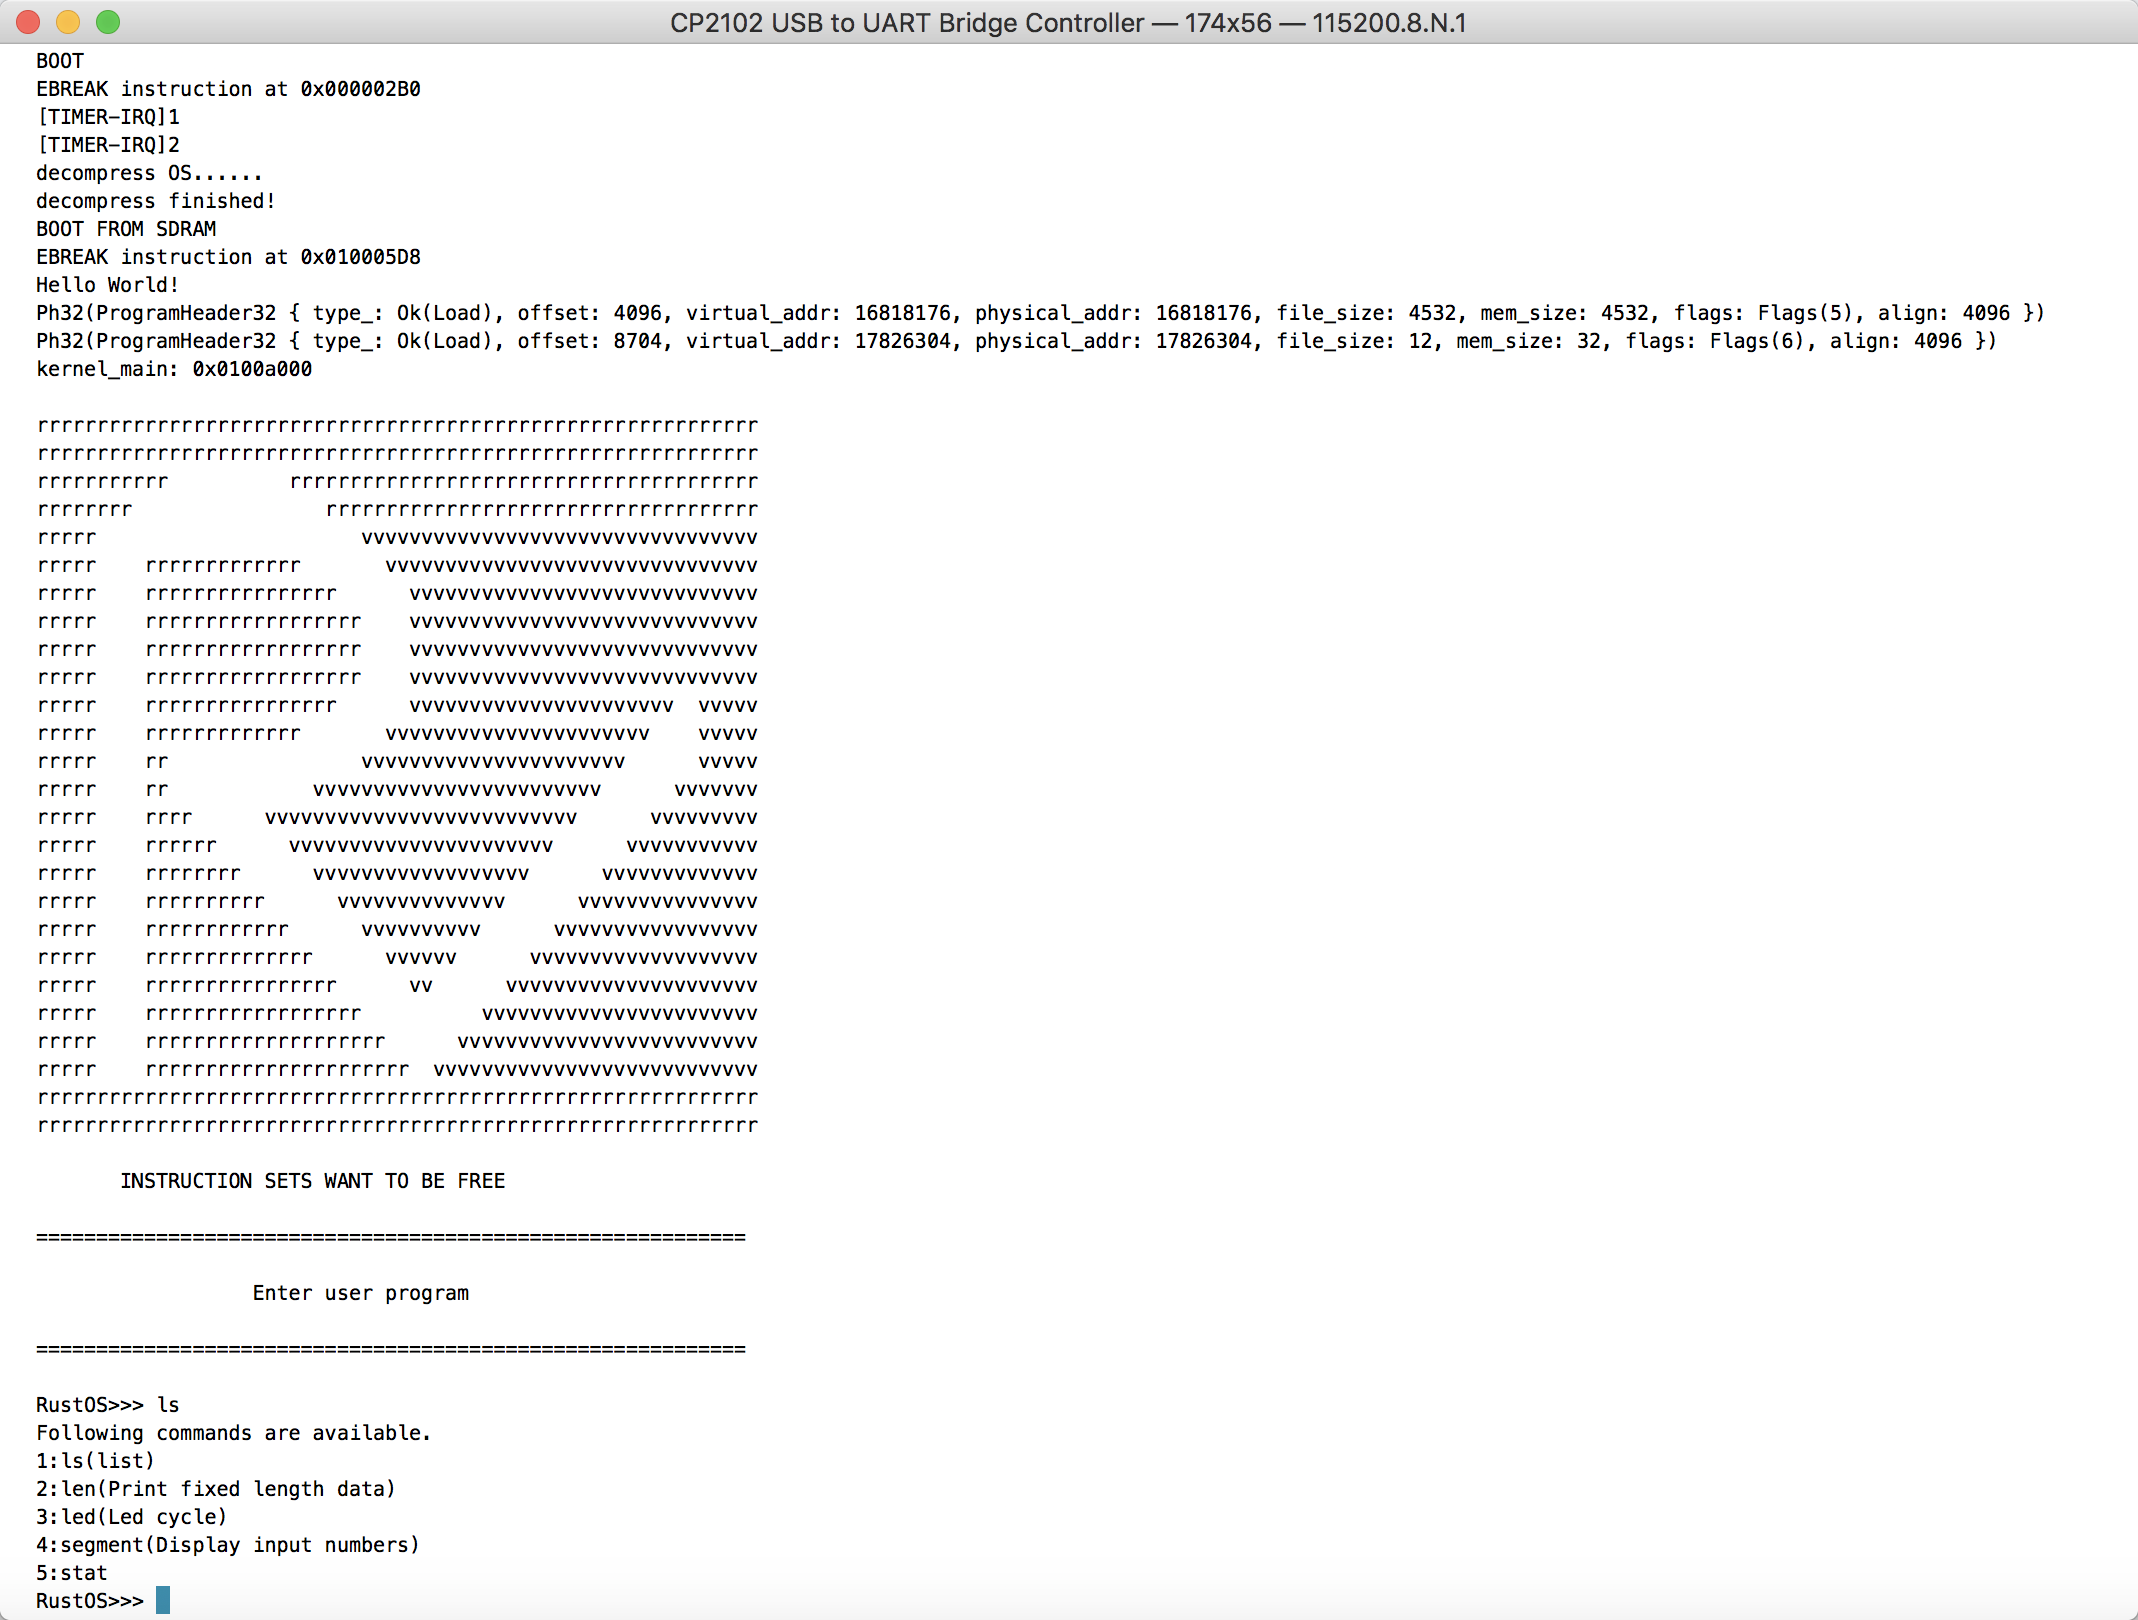 CP2102 USB to UART Bridge Controller — 174x56 — 115200.8.N.1
BOOT
EBREAK instruction at 0x000002B0
[TIMER-IRQ]1
[TIMER-IRQ]2
decompress OS......
decompress finished!
BOOT FROM SDRAM
EBREAK instruction at 0x010005D8
Hello World!
Ph32(ProgramHeader32 { type_: Ok(Load), offset: 4096, virtual_addr: 16818176, physical_addr: 16818176, file_size: 4532, mem_size: 4532, flags: Flags(5), align: 4096 })
Ph32(ProgramHeader32 { type_: Ok(Load), offset: 8704, virtual_addr: 17826304, physical_addr: 17826304, file_size: 12, mem_size: 32, flags: Flags(6), align: 4096 })
kernel_main: 0x0100a000
rrrrrrrrrrrrrrrrrrrrrrrrrrrrrrrrrrrrrrrrrrrrrrrrrrrrrrrrrrrr
rrrrrrrrrrrrrrrrrrrrrrrrrrrrrrrrrrrrrrrrrrrrrrrrrrrrrrrrrrrr
rrrrrrrrrrr          rrrrrrrrrrrrrrrrrrrrrrrrrrrrrrrrrrrrrrr
rrrrrrrr                rrrrrrrrrrrrrrrrrrrrrrrrrrrrrrrrrrrr
rrrrr                      vvvvvvvvvvvvvvvvvvvvvvvvvvvvvvvvv
rrrrr    rrrrrrrrrrrrr       vvvvvvvvvvvvvvvvvvvvvvvvvvvvvvv
rrrrr    rrrrrrrrrrrrrrrr      vvvvvvvvvvvvvvvvvvvvvvvvvvvvv
rrrrr    rrrrrrrrrrrrrrrrrr    vvvvvvvvvvvvvvvvvvvvvvvvvvvvv
rrrrr    rrrrrrrrrrrrrrrrrr    vvvvvvvvvvvvvvvvvvvvvvvvvvvvv
rrrrr    rrrrrrrrrrrrrrrrrr    vvvvvvvvvvvvvvvvvvvvvvvvvvvvv
rrrrr    rrrrrrrrrrrrrrrr      vvvvvvvvvvvvvvvvvvvvvv  vvvvv
rrrrr    rrrrrrrrrrrrr       vvvvvvvvvvvvvvvvvvvvvv    vvvvv
rrrrr    rr                vvvvvvvvvvvvvvvvvvvvvv      vvvvv
rrrrr    rr            vvvvvvvvvvvvvvvvvvvvvvvv      vvvvvvv
rrrrr    rrrr      vvvvvvvvvvvvvvvvvvvvvvvvvv      vvvvvvvvv
rrrrr    rrrrrr      vvvvvvvvvvvvvvvvvvvvvv      vvvvvvvvvvv
rrrrr    rrrrrrrr      vvvvvvvvvvvvvvvvvv      vvvvvvvvvvvvv
rrrrr    rrrrrrrrrr      vvvvvvvvvvvvvv      vvvvvvvvvvvvvvv
rrrrr    rrrrrrrrrrrr      vvvvvvvvvv      vvvvvvvvvvvvvvvvv
rrrrr    rrrrrrrrrrrrrr      vvvvvv      vvvvvvvvvvvvvvvvvvv
rrrrr    rrrrrrrrrrrrrrrr      vv      vvvvvvvvvvvvvvvvvvvvv
rrrrr    rrrrrrrrrrrrrrrrrr          vvvvvvvvvvvvvvvvvvvvvvv
rrrrr    rrrrrrrrrrrrrrrrrrrr      vvvvvvvvvvvvvvvvvvvvvvvvv
rrrrr    rrrrrrrrrrrrrrrrrrrrrr  vvvvvvvvvvvvvvvvvvvvvvvvvvv
rrrrrrrrrrrrrrrrrrrrrrrrrrrrrrrrrrrrrrrrrrrrrrrrrrrrrrrrrrrr
rrrrrrrrrrrrrrrrrrrrrrrrrrrrrrrrrrrrrrrrrrrrrrrrrrrrrrrrrrrr
INSTRUCTION SETS WANT TO BE FREE
===========================================================
Enter user program
===========================================================
RustOS>>> ls
Following commands are available.
1:ls(list)
2:len(Print fixed length data)
3:led(Led cycle)
4:segment(Display input numbers)
5:stat
RustOS>>>